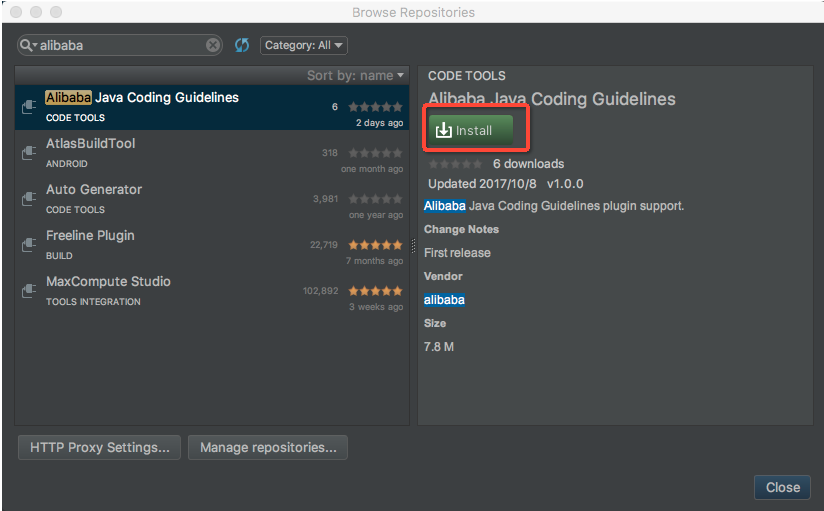 Browse Repositories
alibaba
Category: All
Sort by: name
Alibaba Java Coding Guidelines
CODE TOOLS
6
2 days ago
AtlasBuildTool
ANDROID
318
one month ago
Auto Generator
CODE TOOLS
3,981
one year ago
Freeline Plugin
BUILD
22,719
7 months ago
MaxCompute Studio
TOOLS INTEGRATION
102,892
3 weeks ago
CODE TOOLS
Alibaba Java Coding Guidelines
Install
6 downloads
Updated 2017/10/8 v1.0.0
Alibaba Java Coding Guidelines plugin support.
Change Notes
First release
Vendor
alibaba
Size
7.8 M
HTTP Proxy Settings...
Manage repositories...
Close